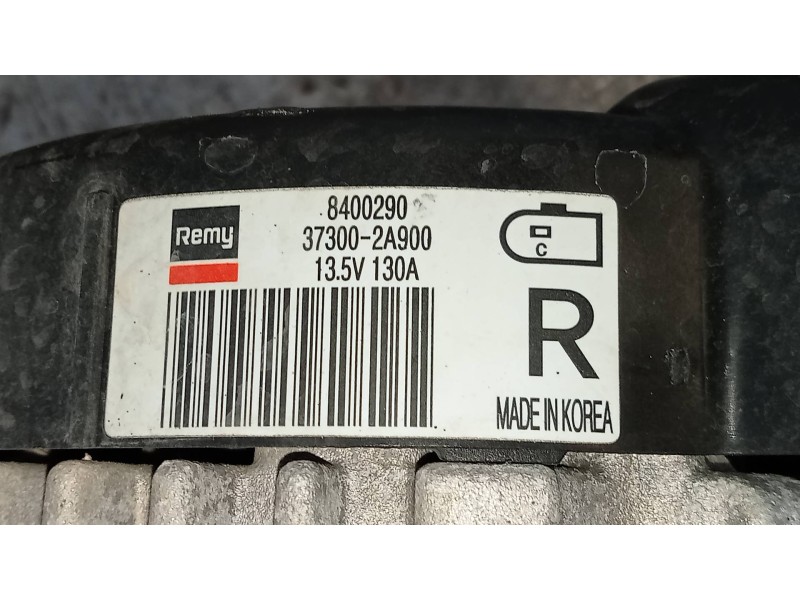 Remy
8400290
37300-2A900
13.5V 130A
C
R
MADE IN KOREA